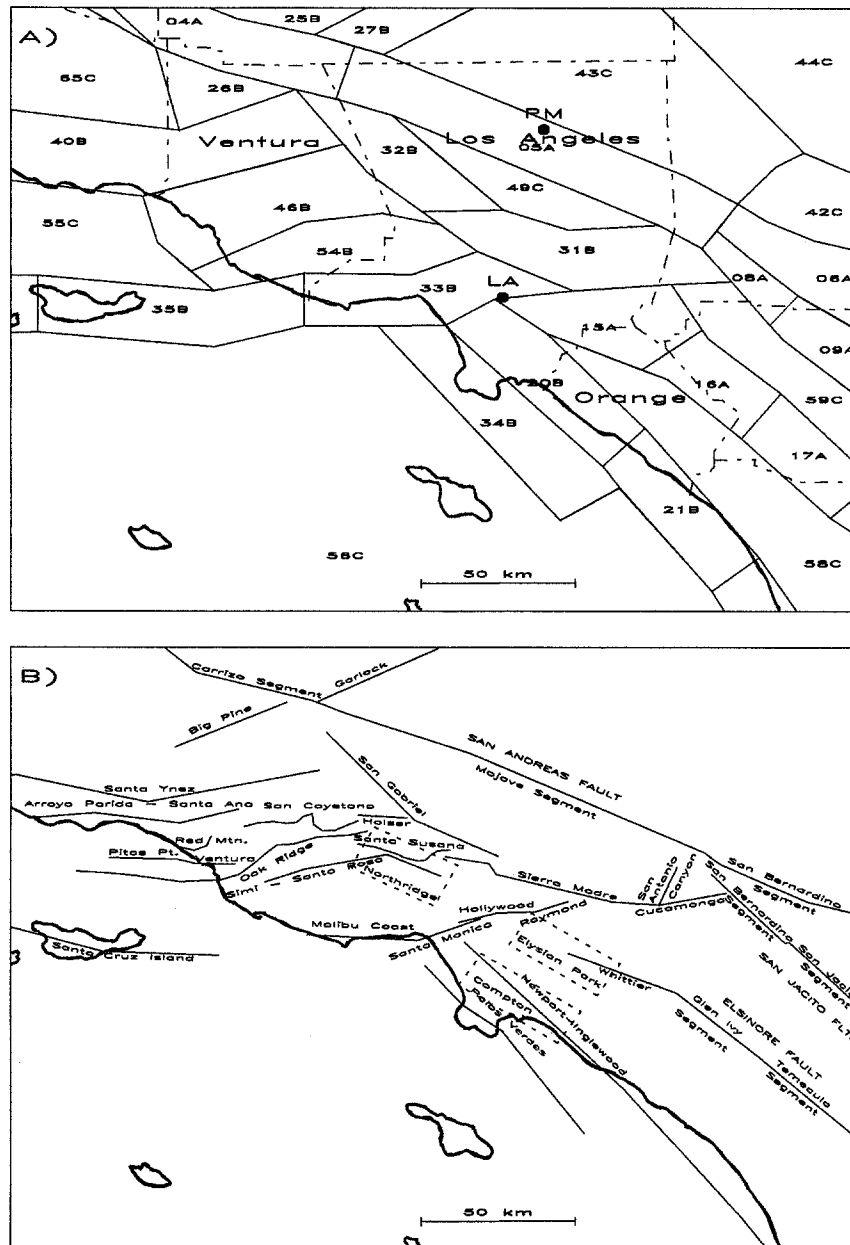 A)
04A
25B
27B
65C
26B
43C
44C
PM
40B
Ventura
Los Angeles
05A
32B
49C
42C
55C
46B
54B
31B
33B
LA
08A
06A
35B
15A
09A
20B
16A
Orange
59C
34B
17A
21B
56C
58C
50 km
B)
Carrizo Segment
Garlock
Big Pine
SAN ANDREAS FAULT
Mojave Segment
San Gabriel
Santa Ynez
Arroyo Parida - Santa Ana
San Cayetano
Holser
Red Mtn.
Santa Susana
Pitas Pt.
Ventura
Oak Ridge
Simi - Santa Rosa
Northridge
Sierra Madre
San Antonio Canyon
Cucamonga
San Bernardino Segment
San Bernardino Segment
San Jacinto
Segment
SAN JACITO FLT
Hollywood
Raymond
Malibu Coast
Santa Monica
Santa Cruz Island
Elysian Park
Whittier
Compton
Newport-Inglewood
Palos Verdes
ELSINORE FAULT
Glen Ivy Segment
Temecula Segment
50 km